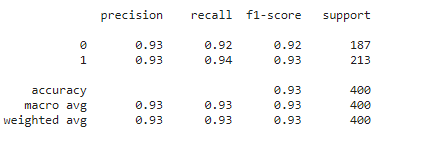 precision recall f1-score support
0 0.93 0.92 0.92 187
1 0.93 0.94 0.93 213
accuracy 0.93 400
macro avg 0.93 0.93 0.93 400
weighted avg 0.93 0.93 0.93 400